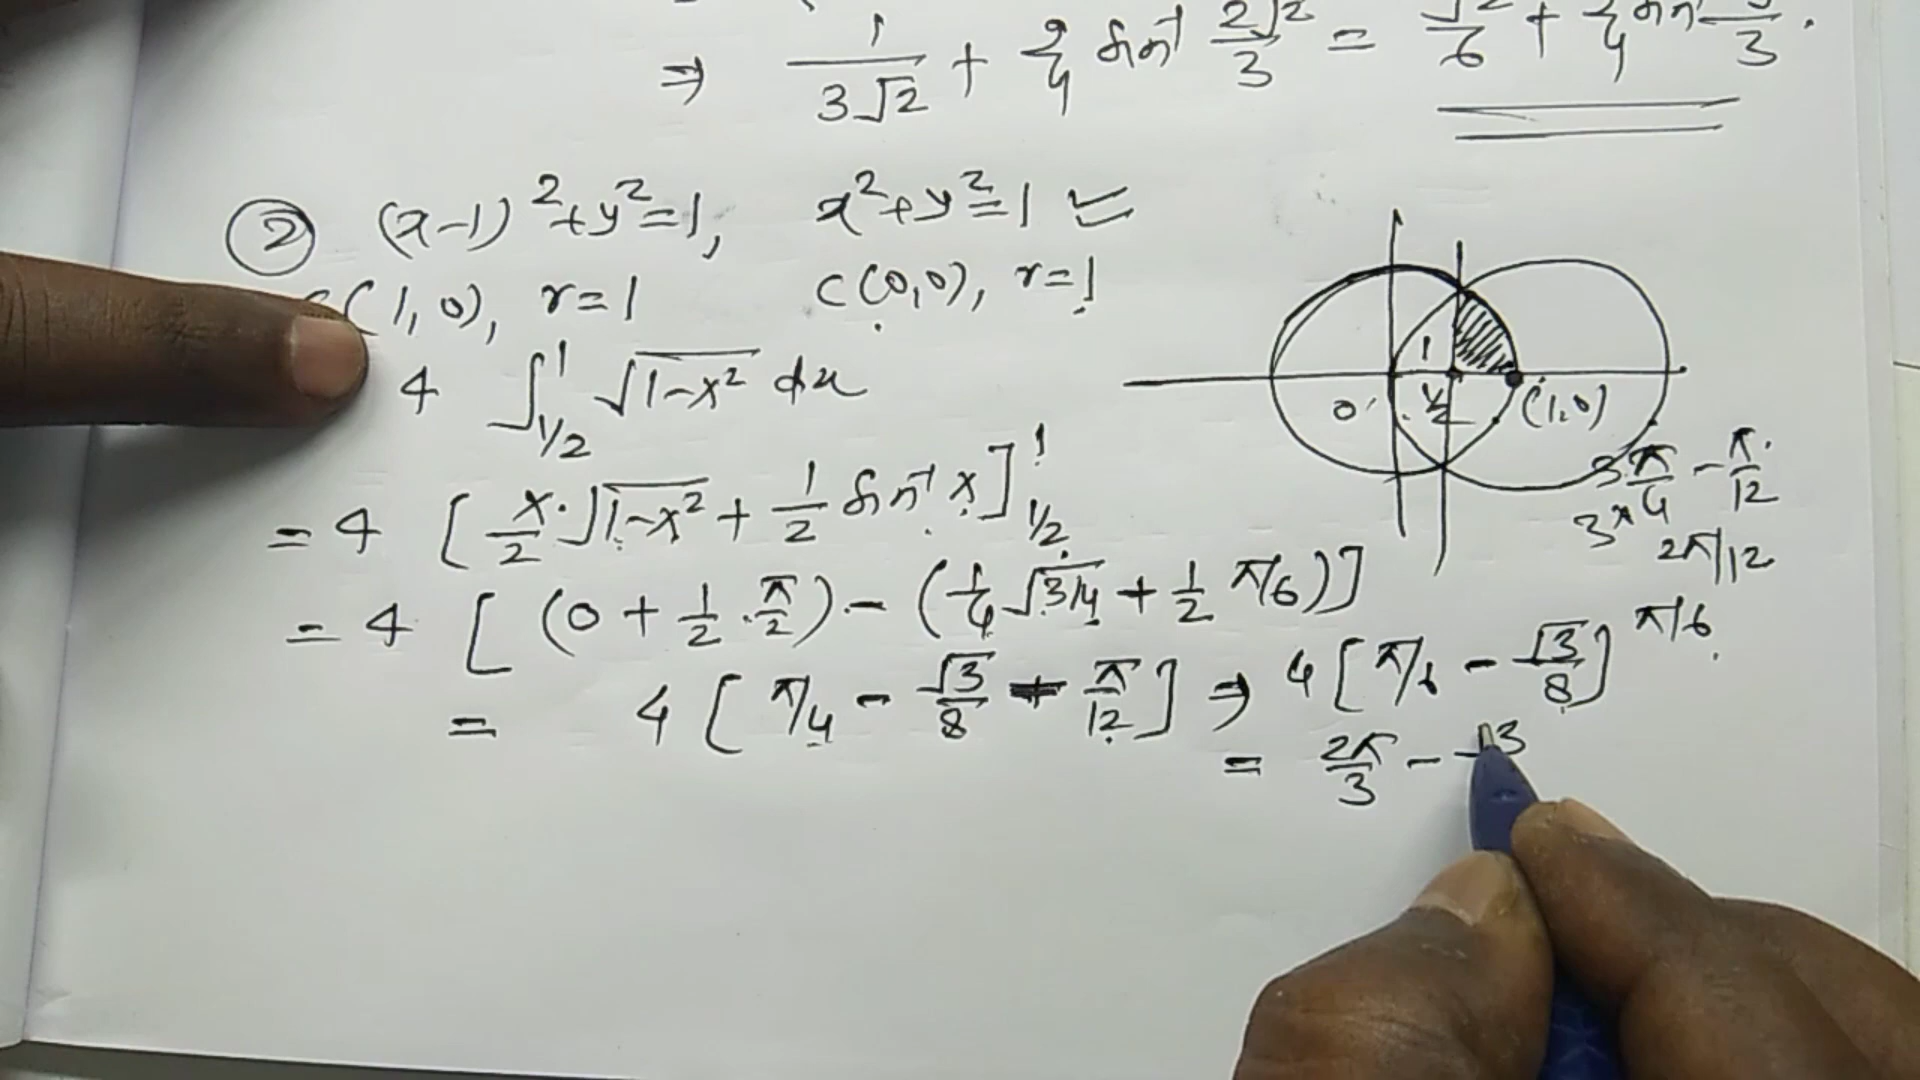 ⇒ 1/(3√2) + 9/4 sin⁻¹ 2√2/3 = √2/6 + 9/4 sin⁻¹ /3 .
② (x-1)²+y²=1, x²+y²=1
(1,0), r=1 C(0,0), r=1
4 ∫_{1/2}^{1} √(1-x²) dx
0 1 1/2 (1,0)
= 4 [x/2 · √(1-x²) + 1/2 sin⁻¹ x]_{1/2}^{1}
3π/4 - π/12
3×
2π/12
π/6
= 4 [(0 + 1/2 · π/2) - (1/4 √(3/4) + 1/2 π/6)]
= 4 [π/4 - √3/8 - π/12] ⇒ 4 [π/6 - √3/8]
= 2π/3 - 3